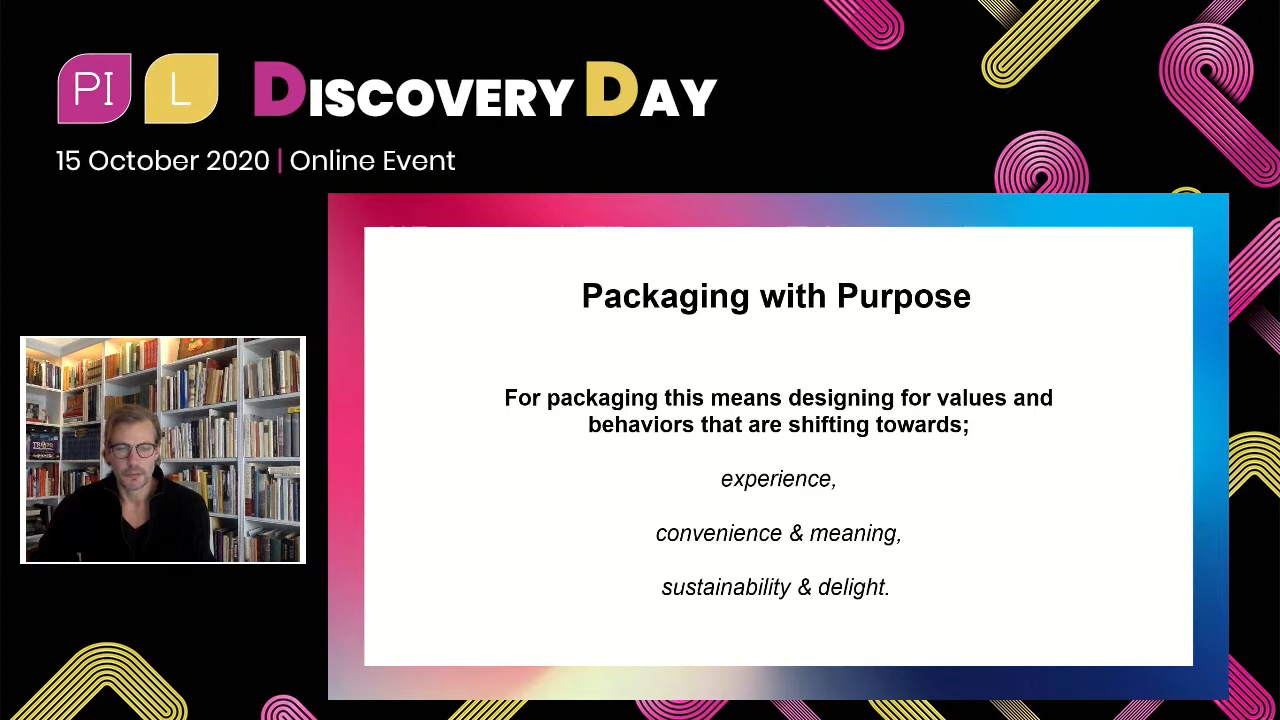 PI L DISCOVERY DAY
15 October 2020 | Online Event
Packaging with Purpose
For packaging this means designing for values and
behaviors that are shifting towards;
experience,
convenience & meaning,
sustainability & delight.